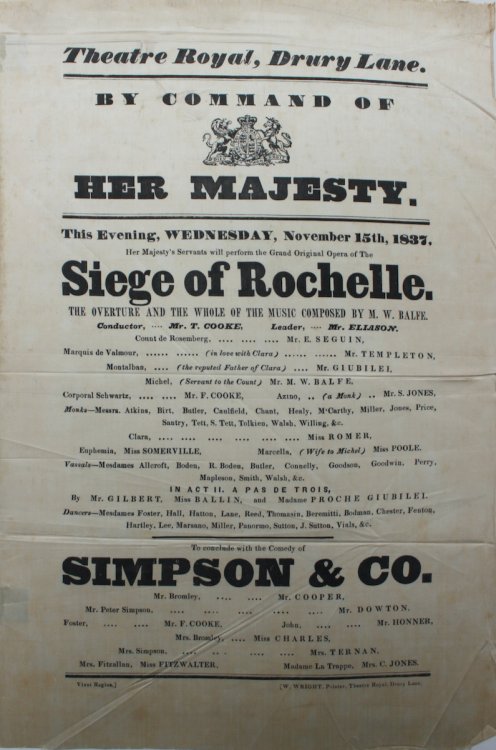 Theatre Royal, Drury Lane.
BY COMMAND OF
HER MAJESTY.
This Evening, WEDNESDAY, November 15th, 1837,
Her Majesty's Servants will perform the Grand Original Opera of The
Siege of Rochelle.
THE OVERTURE AND THE WHOLE OF THE MUSIC COMPOSED BY M. W. BALFE.
Conductor, .... Mr. T. COOKE, Leader, .... Mr. ELIASON.
Count de Rosemberg, .... .... .... Mr. E. SEGUIN,
Marquis de Valmour, ...... ...... (in love with Clara) ...... ...... Mr. TEMPLETON,
Montalban, .... (the reputed Father of Clara) .... Mr. GIUBILEI,
Michel, (Servant to the Count) Mr. M. W. BALFE,
Corporal Schwartz, .... .... Mr. F. COOKE, Azino, .. (a Monk) .. Mr. S. JONES,
Monks—Messrs. Atkins, Birt, Butler, Caulfield, Chant, Healy, McCarthy, Miller, Jones, Price,
Santry, Tett, S. Tett, Tolkien, Walsh, Willing, &c.
Clara, .... .... .... .... .... Miss ROMER,
Euphemia, Miss SOMERVILLE, Marcella, (Wife to Michel) Miss POOLE.
Vassals—Mesdames Allcroft, Boden, R. Boden, Butler, Connelly, Goodson, Goodwin, Perry,
Mapleson, Smith, Walsh, &c.
IN ACT II. A PAS DE TROIS,
By Mr. GILBERT, Miss BALLIN, and Madame PROCHE GIUBILEI.
Dancers—Mesdames Foster, Hall, Hatton, Lane, Reed, Thomasin, Beremitti, Bodman, Chester, Fenton,
Hartley, Lee, Marsano, Miller, Panormo, Sutton, J. Sutton, Vials, &c.
To conclude with the Comedy of
SIMPSON & CO.
Mr. Bromley, .... .... Mr. COOPER,
Mr. Peter Simpson, .... .... .... .... .... Mr. DOWTON.
Foster, .... .... Mr. F. COOKE, John, .... .... Mr. HONNER,
Mrs. Bromley, .... Miss CHARLES,
Mrs. Simpson, .... .... .... .... Mrs. TERNAN,
Mrs. Fitzallan, Miss FITZWALTER, Madame La Trappe, Mrs. C. JONES.
Vivat Regina.] [W. WRIGHT, Printer, Theatre Royal, Drury Lane.